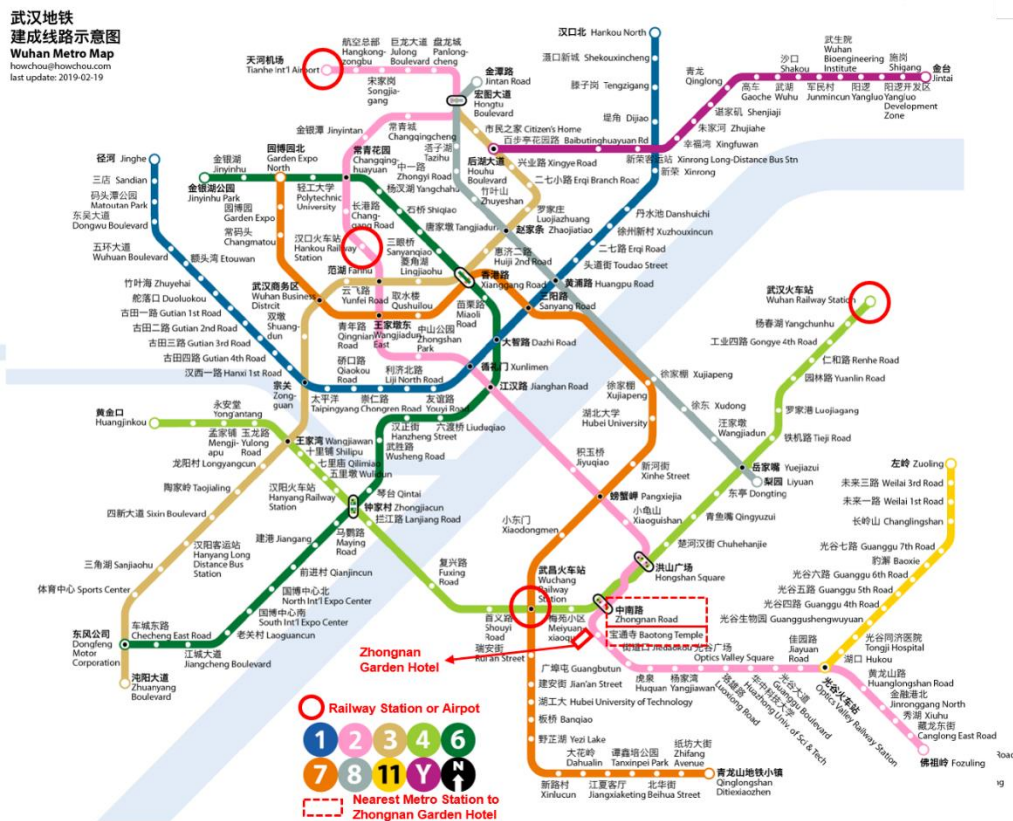 武汉地铁
建成线路示意图
Wuhan Metro Map
howchou@howchou.com
last update: 2019-02-19
天河机场
Tianhe Int'l Airport
航空总部
Hangkong-
zongbu
巨龙大道
Julong
Boulevard
盘龙城
Panlong-
cheng
宋家岗
Songjia-
gang
金潭路
Jintan Road
宏图大道
Hongtu
Boulevard
汉口北 Hankou North
滠口新城 Shekouxincheng
滕子岗 Tengzigang
堤角 Dijiao
青龙
Qinglong
沙口
Shakou
武生院
Wuhan
Bioengineering
Institute
施岗
Shigang
金台
Jintai
高车
Gaoche
武湖
Wuhu
军民村
Junmincun
阳逻
Yangluo
阳逻开发区
Yangluo
Development
Zone
谌家矶 Shenjiaji
朱家河 Zhujiahe
幸福湾 Xingfuwan
新荣客运站 Xinrong Long-Distance Bus Stn
新荣 Xinrong
市民之家 Citizen's Home
百步亭花园路 Baibutinghuayuan Rd
金银潭 Jinyintan
常青城
Changqingcheng
塔子湖
Tazihu
后湖大道
Houhu
Boulevard
兴业路 Xingye Road
二七小路 Erqi Branch Road
竹叶山
Zhuyeshan
罗家庄
Luojiazhuang
赵家条
Zhaojiatiao
唐家墩 Tangjiadun
惠济二路
Huiji 2nd Road
丹水池 Danshuichi
徐州新村 Xuzhouxincun
二七路 Erqi Road
头道街 Toudao Street
黄浦路 Huangpu Road
三阳路
Sanyang Road
大智路 Dazhi Road
循礼门 Xunlimen
江汉路 Jianghan Road
径河 Jinghe
三店 Sandian
码头潭公园
Matoutan Park
东吴大道
Dongwu Boulevard
五环大道
Wuhuan Boulevard
额头湾 Etouwan
竹叶海 Zhuyehai
舵落口 Duoluokou
古田一路 Gutian 1st Road
古田二路 Gutian 2nd Road
古田三路 Gutian 3rd Road
古田四路 Gutian 4th Road
汉西一路 Hanxi 1st Road
宗关
Zong-
guan
太平洋
Taipingyang
崇仁路
Chongren Road
利济北路
Liji North Road
友谊路
Youyi Road
金银湖
Jinyinhu
金银湖公园
Jinyinhu Park
园博园北
Garden Expo
North
园博园
Garden Expo
常码头
Changmatou
轻工大学
Polytechnic
University
常青花园
Changqing-
huayuan
中一路
Zhongyi Road
杨汊湖 Yangchahu
石桥 Shiqiao
长港路
Chang-
gang Road
汉口火车站
Hankou Railway
Station
三眼桥
Sanyanqiao
菱角湖
Lingjiaohu
范湖 Fanhu
香港路
Xianggang Road
云飞路
Yunfei Road
取水楼
Qushuilou
苗栗路
Miaoli
Road
武汉商务区
Wuhan Business
Distrcit
双墩
Shuang-
dun
青年路
Qingnian
Road
王家墩东
Wangjiadun
East
中山公园
Zhongshan
Park
硚口路
Qiaokou
Road
六渡桥 Liuduqiao
汉正街
Hanzheng Street
武胜路
Wusheng Road
琴台 Qintai
黄金口
Huangjinkou
永安堂
Yong'antang
孟家铺
Mengji-
apu
玉龙路
Yulong
Road
王家湾 Wangjiawan
十里铺 Shilipu
七里庙 Qilimiao
五里墩 Wulidun
汉阳火车站
Hanyang Railway
Station
钟家村 Zhongjiacun
拦江路 Lanjiang Road
马鹦路
Maying
Road
建港 Jiangang
前进村 Qianjincun
国博中心北
North Int'l Expo Center
国博中心南
South Int'l Expo Center
老关村 Laoguancun
江城大道
Jiangcheng Boulevard
车城东路
Checheng East Road
东风公司
Dongfeng
Motor
Corporation
沌阳大道
Zhuanyang
Boulevard
体育中心 Sports Center
三角湖 Sanjiaohu
汉阳客运站
Hanyang Long
Distance Bus
Station
四新大道 Sixin Boulevard
陶家岭 Taojialing
龙阳村 Longyangcun
复兴路
Fuxing
Road
首义路
Shouyi
Road
武昌火车站
Wuchang
Railway
Station
梅苑小区
Meiyuan-
xiaoqu
中南路
Zhongnan Road
宝通寺 Baotong Temple
洪山广场
Hongshan Square
楚河汉街 Chuhehanjie
青鱼嘴 Qingyuzui
东亭 Dongting
岳家嘴 Yuejiazui
梨园 Liyuan
铁机路 Tieji Road
罗家港 Luojiagang
园林路 Yuanlin Road
仁和路 Renhe Road
工业四路 Gongye 4th Road
杨春湖 Yangchunhu
武汉火车站
Wuhan Railway Station
徐家棚 Xujiapeng
徐东 Xudong
汪家墩
Wangjiadun
徐家棚
Xujiapeng
湖北大学
Hubei University
新河街
Xinhe Street
积玉桥
Jiyuqiao
螃蟹岬 Pangxiejia
小龟山
Xiaoguishan
小东门
Xiaodongmen
瑞安街
Rui'an Street
广埠屯 Guangbutun
建安街 Jian'an Street
湖工大 Hubei University of Technology
板桥 Banqiao
野芷湖 Yezi Lake
大花岭
Dahualin
谭鑫培公园
Tanxinpei Park
纸坊大街
Zhifang
Avenue
新路村
Xinlucun
江夏客厅
Jiangxiaketing
北华街
Beihua Street
青龙山地铁小镇
Qinglongshan
Ditiexiaozhen
光谷广场
Optics Valley Square
虎泉
Huquan
杨家湾
Yangjiawan
珞雄路
Luoxiong Road
华中科技大学
Huazhong Univ. of Sci & Tech
光谷大道
Guanggu Boulevard
佳园路
Jiayuan
Road
光谷火车站
Optics Valley Railway Station
湖口
Hukou
黄龙山路
Huanglongshan Road
金融港北
Jinronggang North
秀湖 Xiuhu
藏龙东街
Canglong East Road
佛祖岭 Fozuling
左岭 Zuoling
未来三路 Weilai 3rd Road
未来一路 Weilai 1st Road
长岭山 Changlingshan
光谷七路 Guanggu 7th Road
豹澥 Baoxie
光谷六路 Guanggu 6th Road
光谷五路 Guanggu 5th Road
光谷四路 Guanggu 4th Road
光谷生物园 Guanggushengwuyuan
光谷同济医院
Tongji Hospital
Zhongnan
Garden Hotel
Railway Station or Airpot
1 2 3 4 6
7 8 11 Y N
Nearest Metro Station to
Zhongnan Garden Hotel